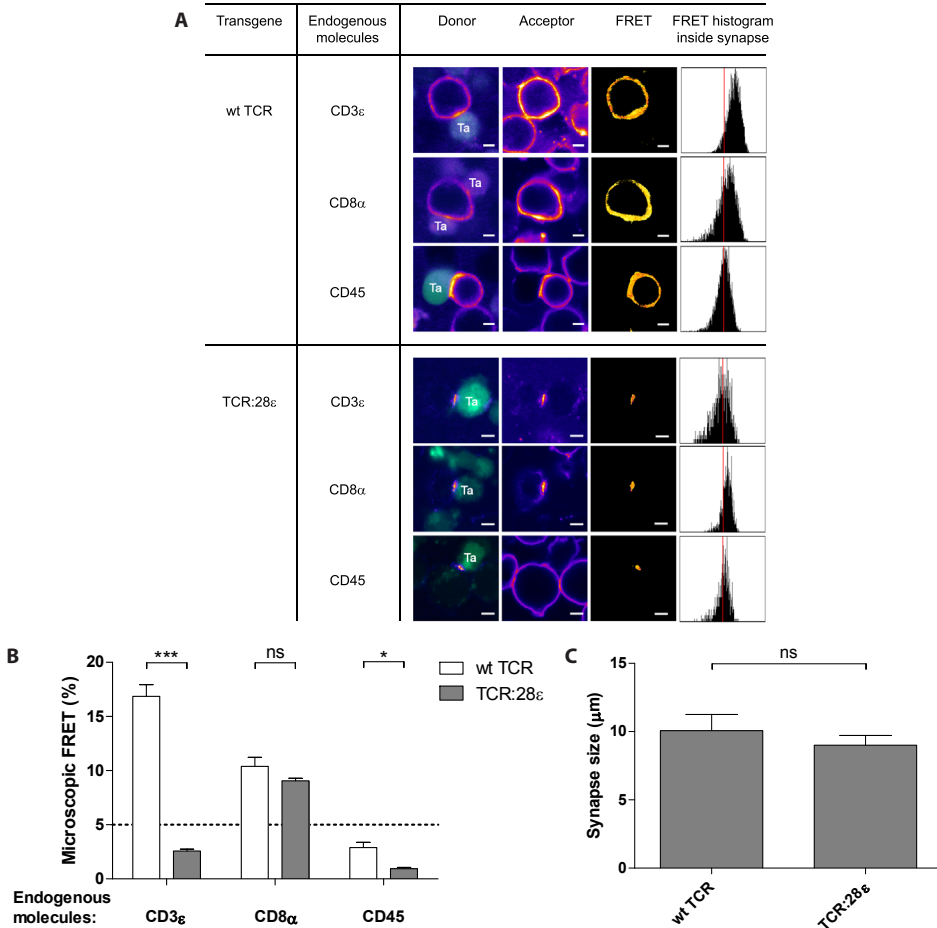 A
Transgene Endogenous molecules Donor Acceptor FRET FRET histogram inside synapse
wt TCR CD3ε
Ta
CD8α
Ta
Ta
CD45
Ta
TCR:28ε CD3ε
Ta
CD8α
Ta
CD45
Ta
B
Microscopic FRET (%)
20
15
10
5
0
***
ns
*
wt TCR
TCR:28ε
Endogenous
molecules: CD3ε CD8α CD45
C
Synapse size (μm)
15
10
5
0
ns
wt TCR
TCR:28ε